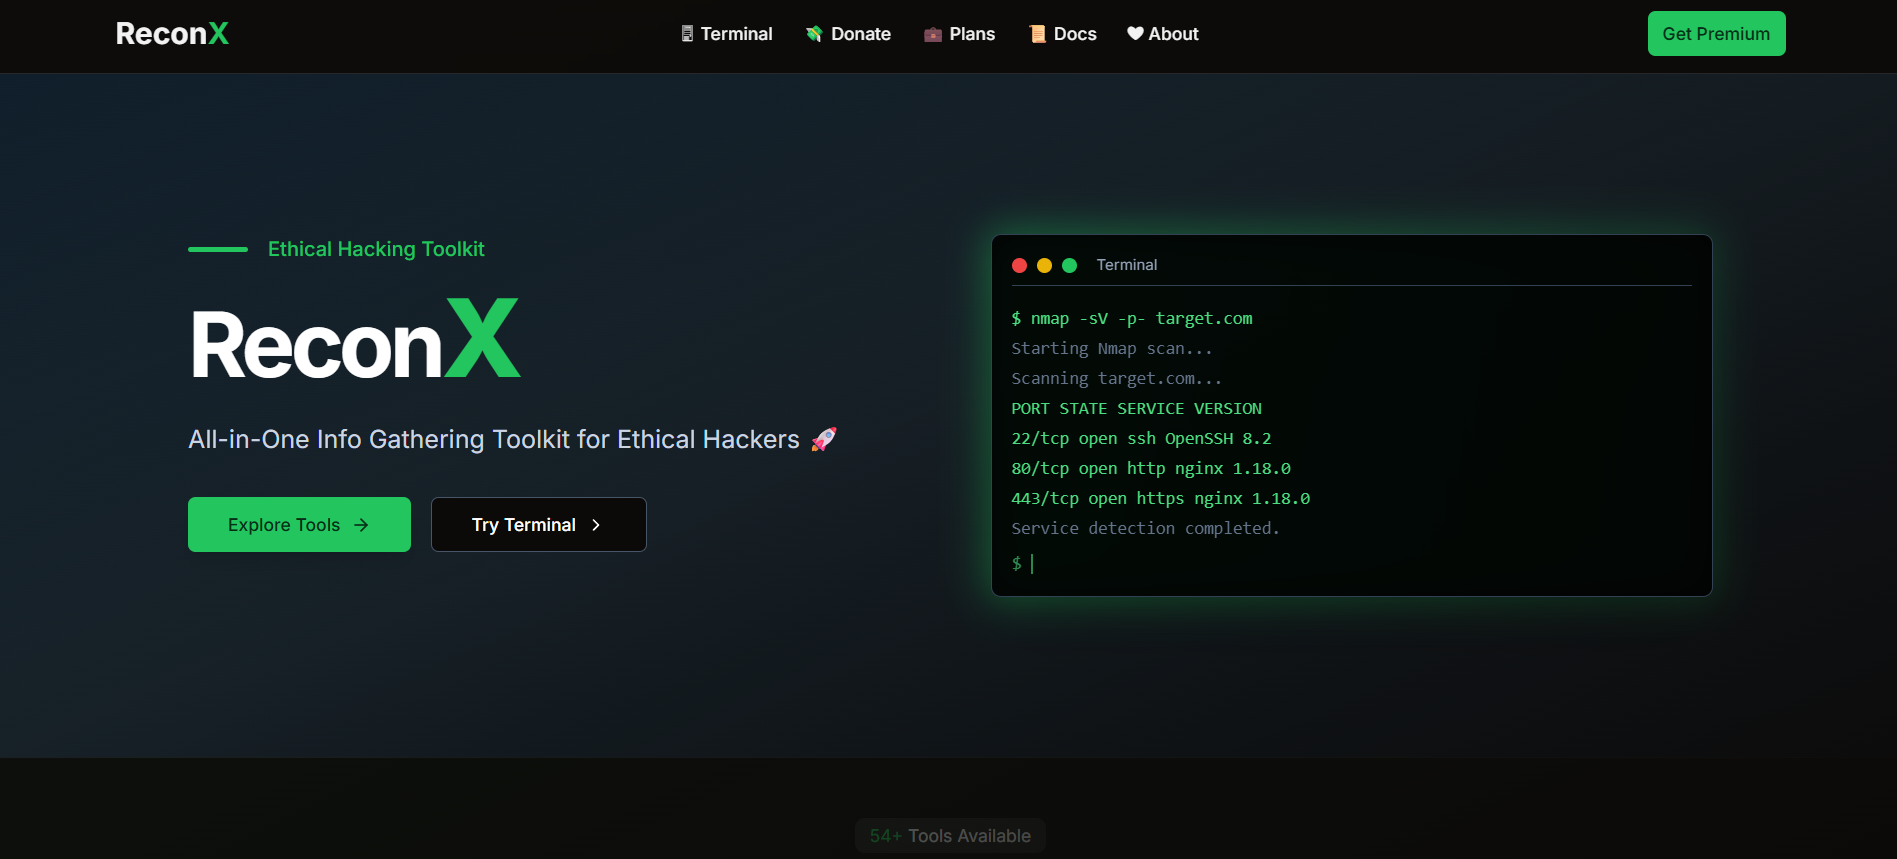 ReconX
Terminal
Donate
Plans
Docs
About
Get Premium
Ethical Hacking Toolkit
ReconX
All-in-One Info Gathering Toolkit for Ethical Hackers 🚀
Explore Tools →
Try Terminal >
Terminal
$ nmap -sV -p- target.com
Starting Nmap scan...
Scanning target.com...
PORT STATE SERVICE VERSION
22/tcp open ssh OpenSSH 8.2
80/tcp open http nginx 1.18.0
443/tcp open https nginx 1.18.0
Service detection completed.
$
54+ Tools Available